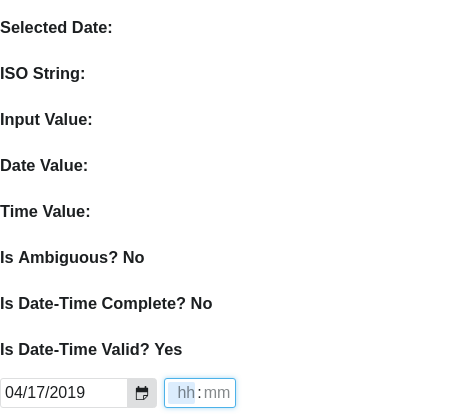 Selected Date:
ISO String:
Input Value:
Date Value:
Time Value:
Is Ambiguous? No
Is Date-Time Complete? No
Is Date-Time Valid? Yes
04/17/2019 hh:mm